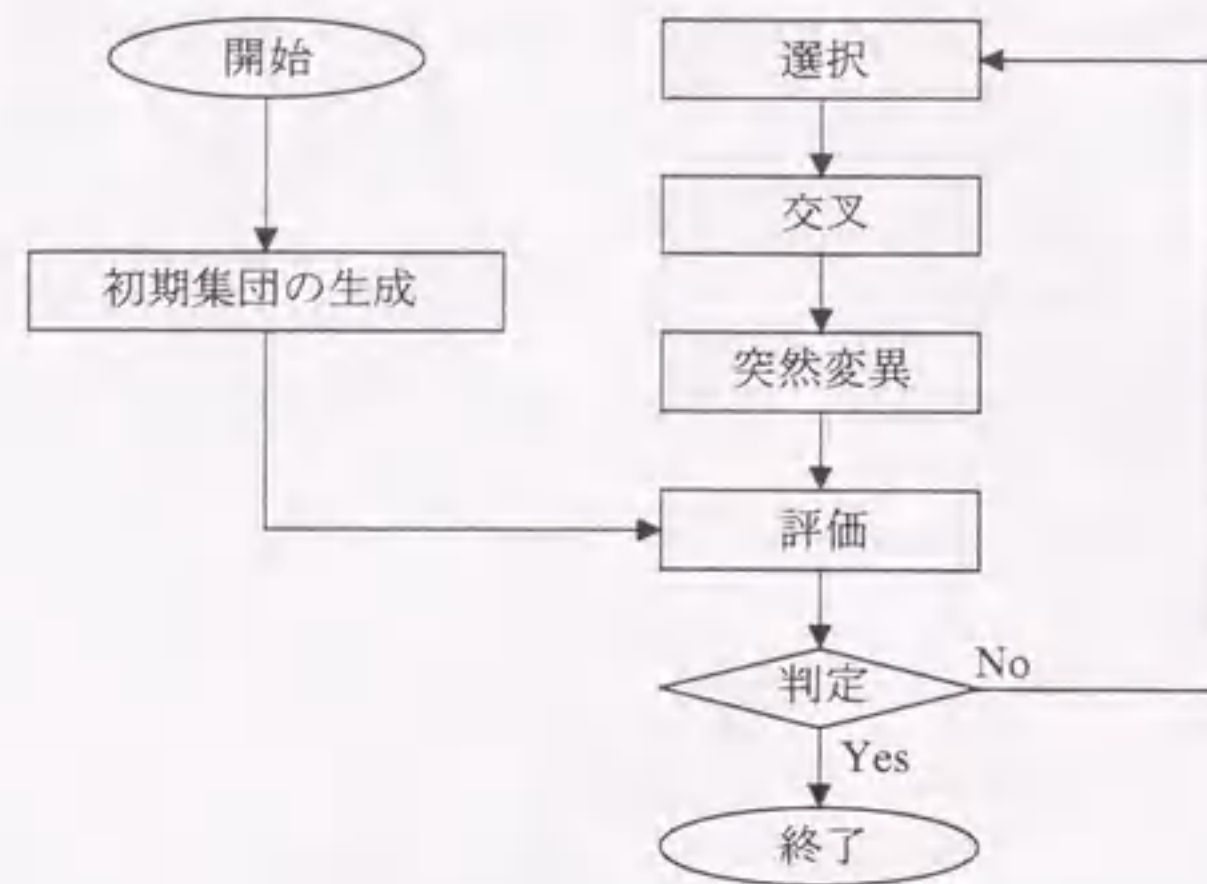 開始
初期集団の生成
選択
交叉
突然変異
評価
判定
No
Yes
終了